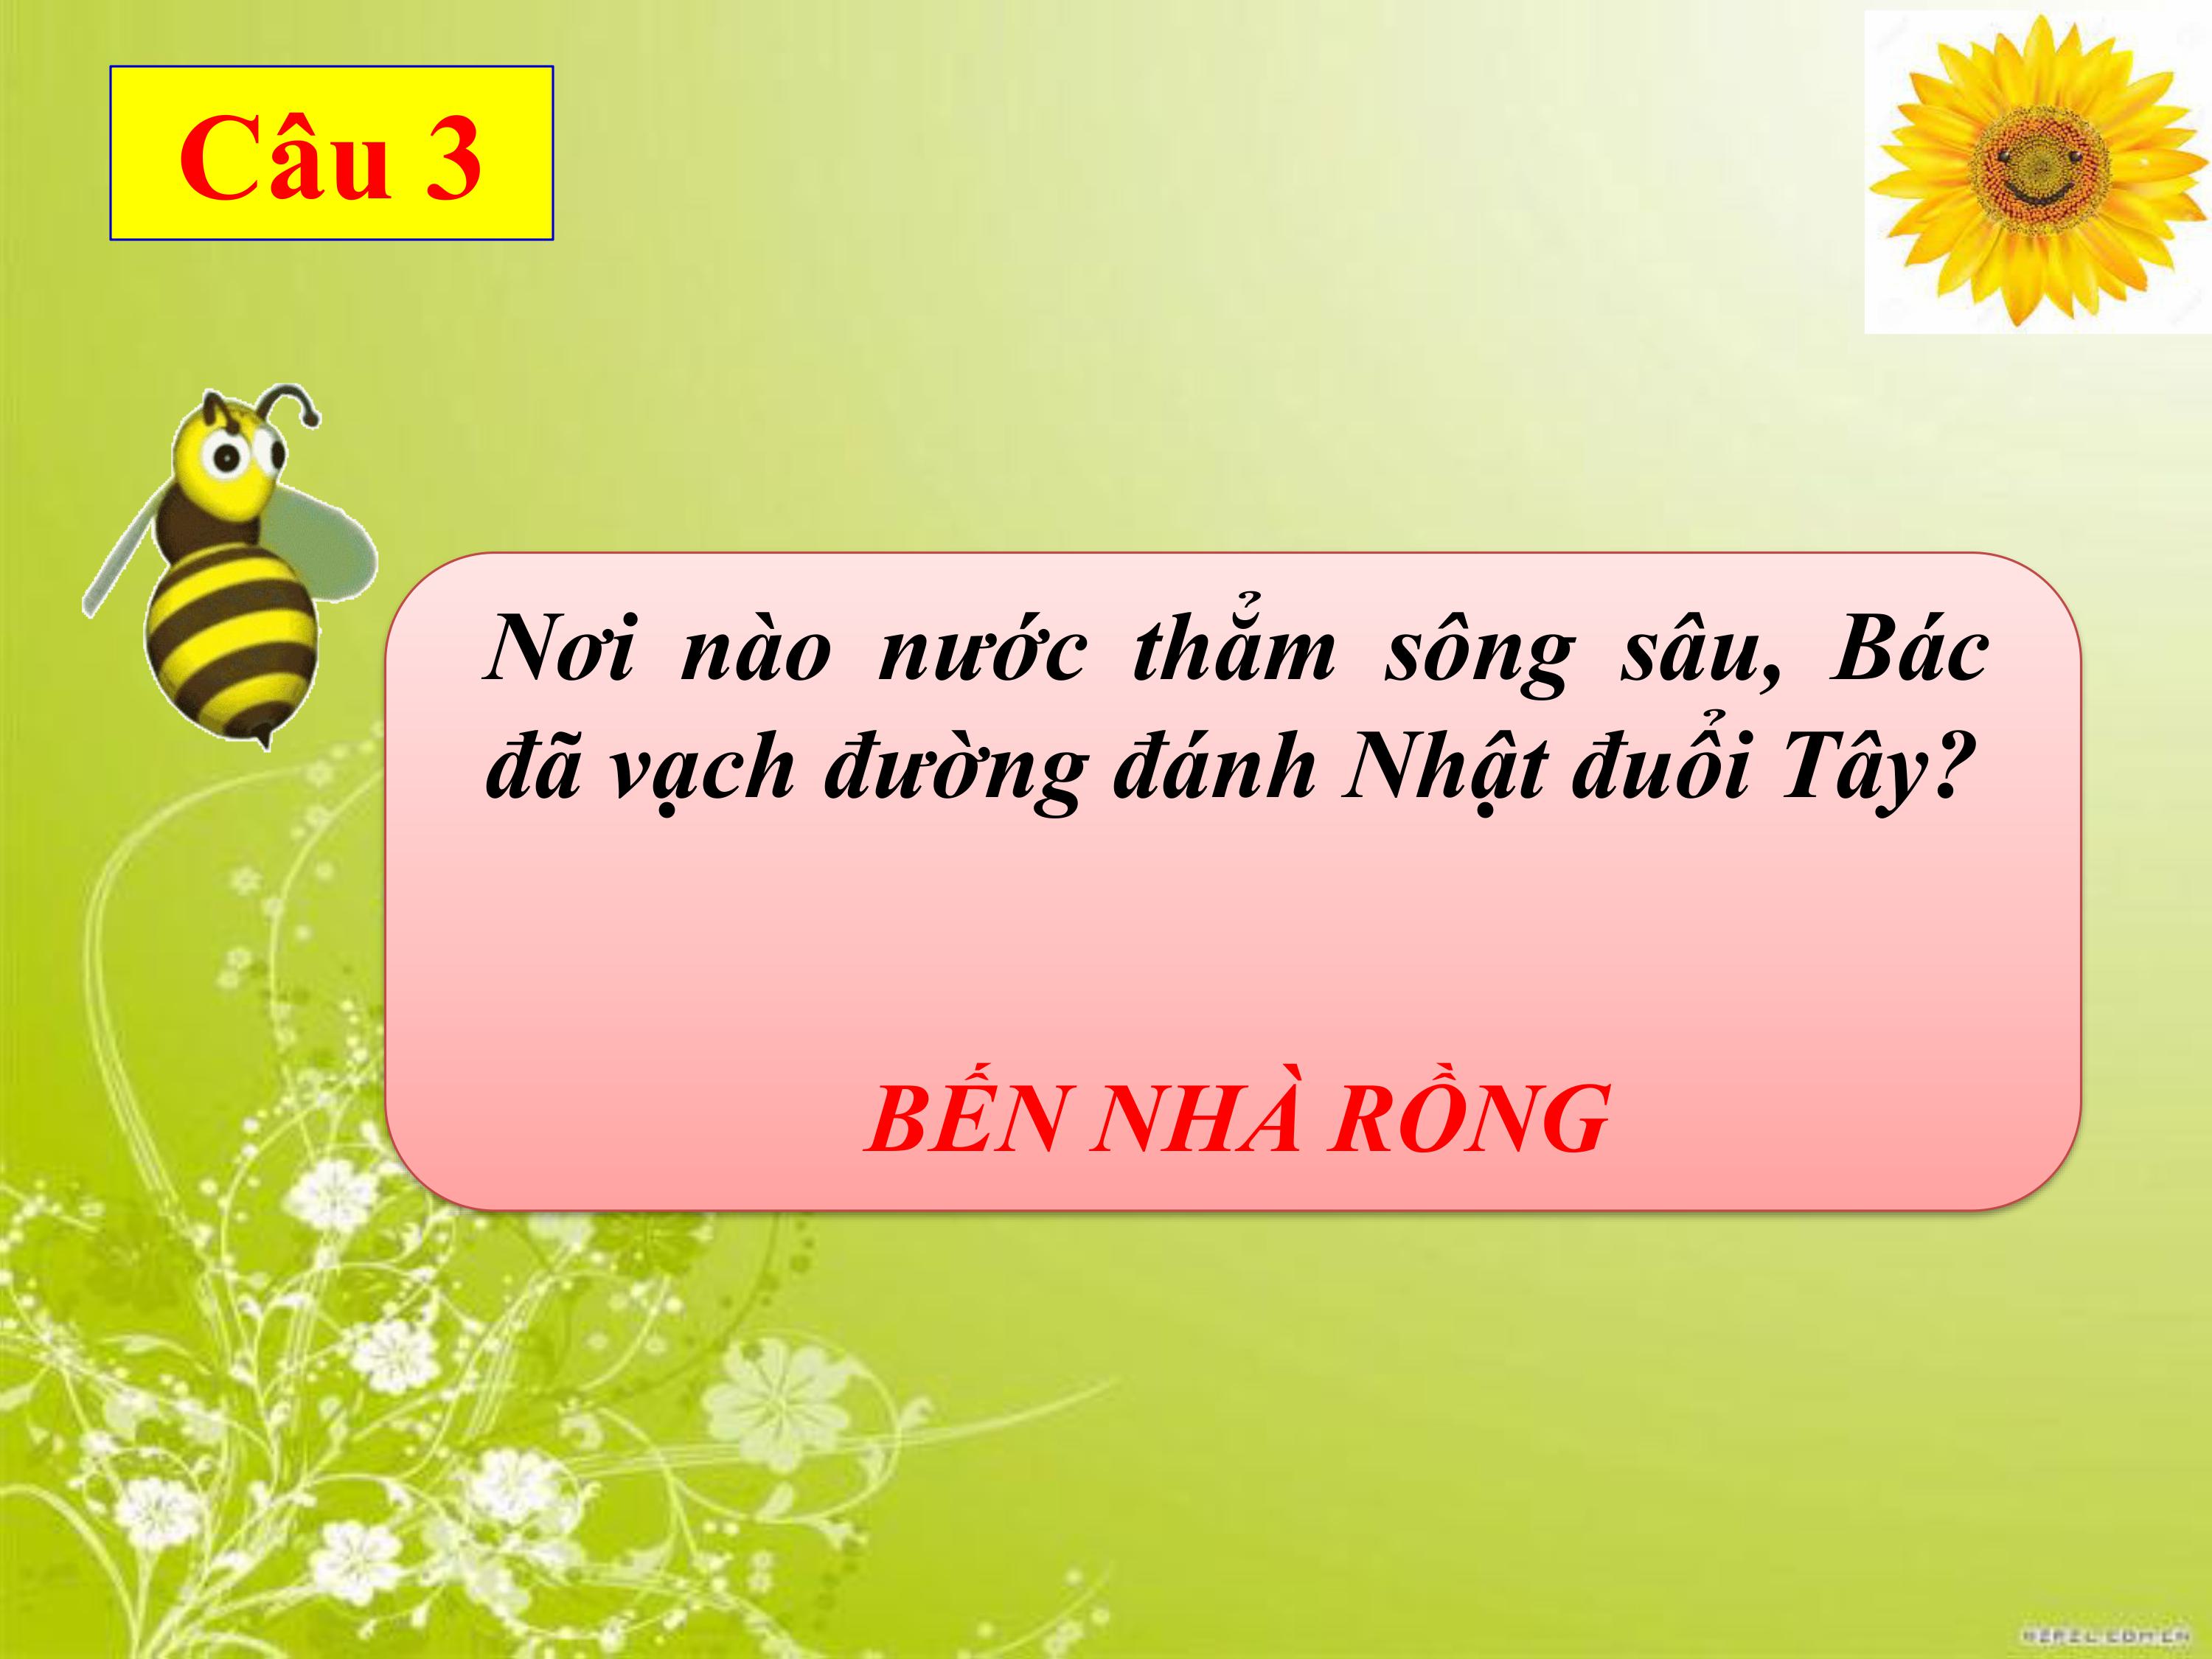 Câu 3
Nơi nào nước thẳm sông sâu, Bác
đã vạch đường đánh Nhật đuổi Tây?
BẾN NHÀ RỒNG